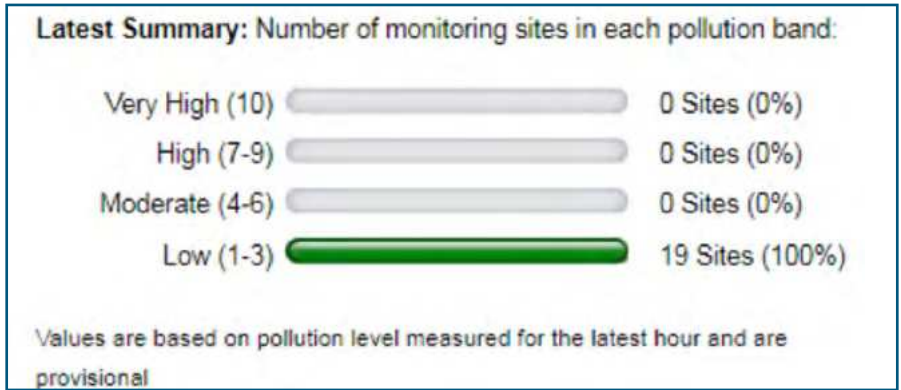 Latest Summary: Number of monitoring sites in each pollution band:
Very High (10) 0 Sites (0%)
High (7-9) 0 Sites (0%)
Moderate (4-6) 0 Sites (0%)
Low (1-3) 19 Sites (100%)
Values are based on pollution level measured for the latest hour and are
provisional